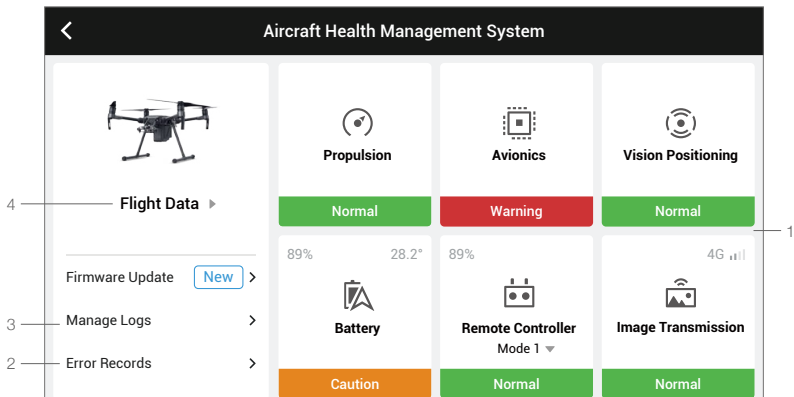 Aircraft Health Management System
4
Flight Data
Firmware Update New
3
Manage Logs
2
Error Records
Propulsion
Normal
Avionics
Warning
Vision Positioning
Normal
1
89% 28.2°
Battery
Caution
89%
Remote Controller
Mode 1
Normal
4G
Image Transmission
Normal